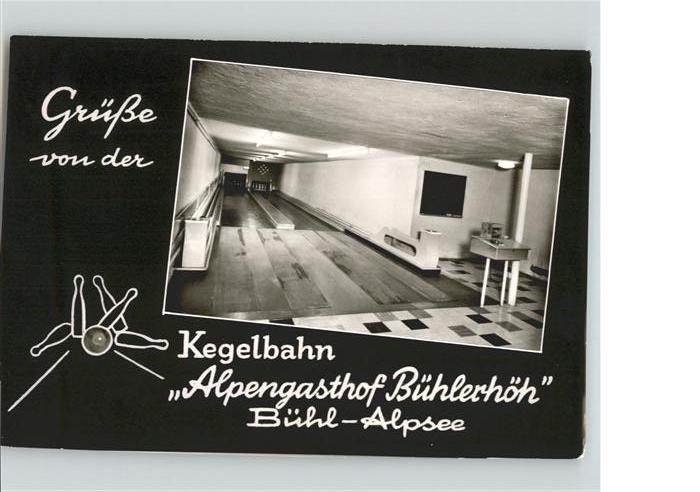 Grüße
von der
Kegelbahn
„Alpengasthof Bühlerhöh”
Bühl-Alpsee